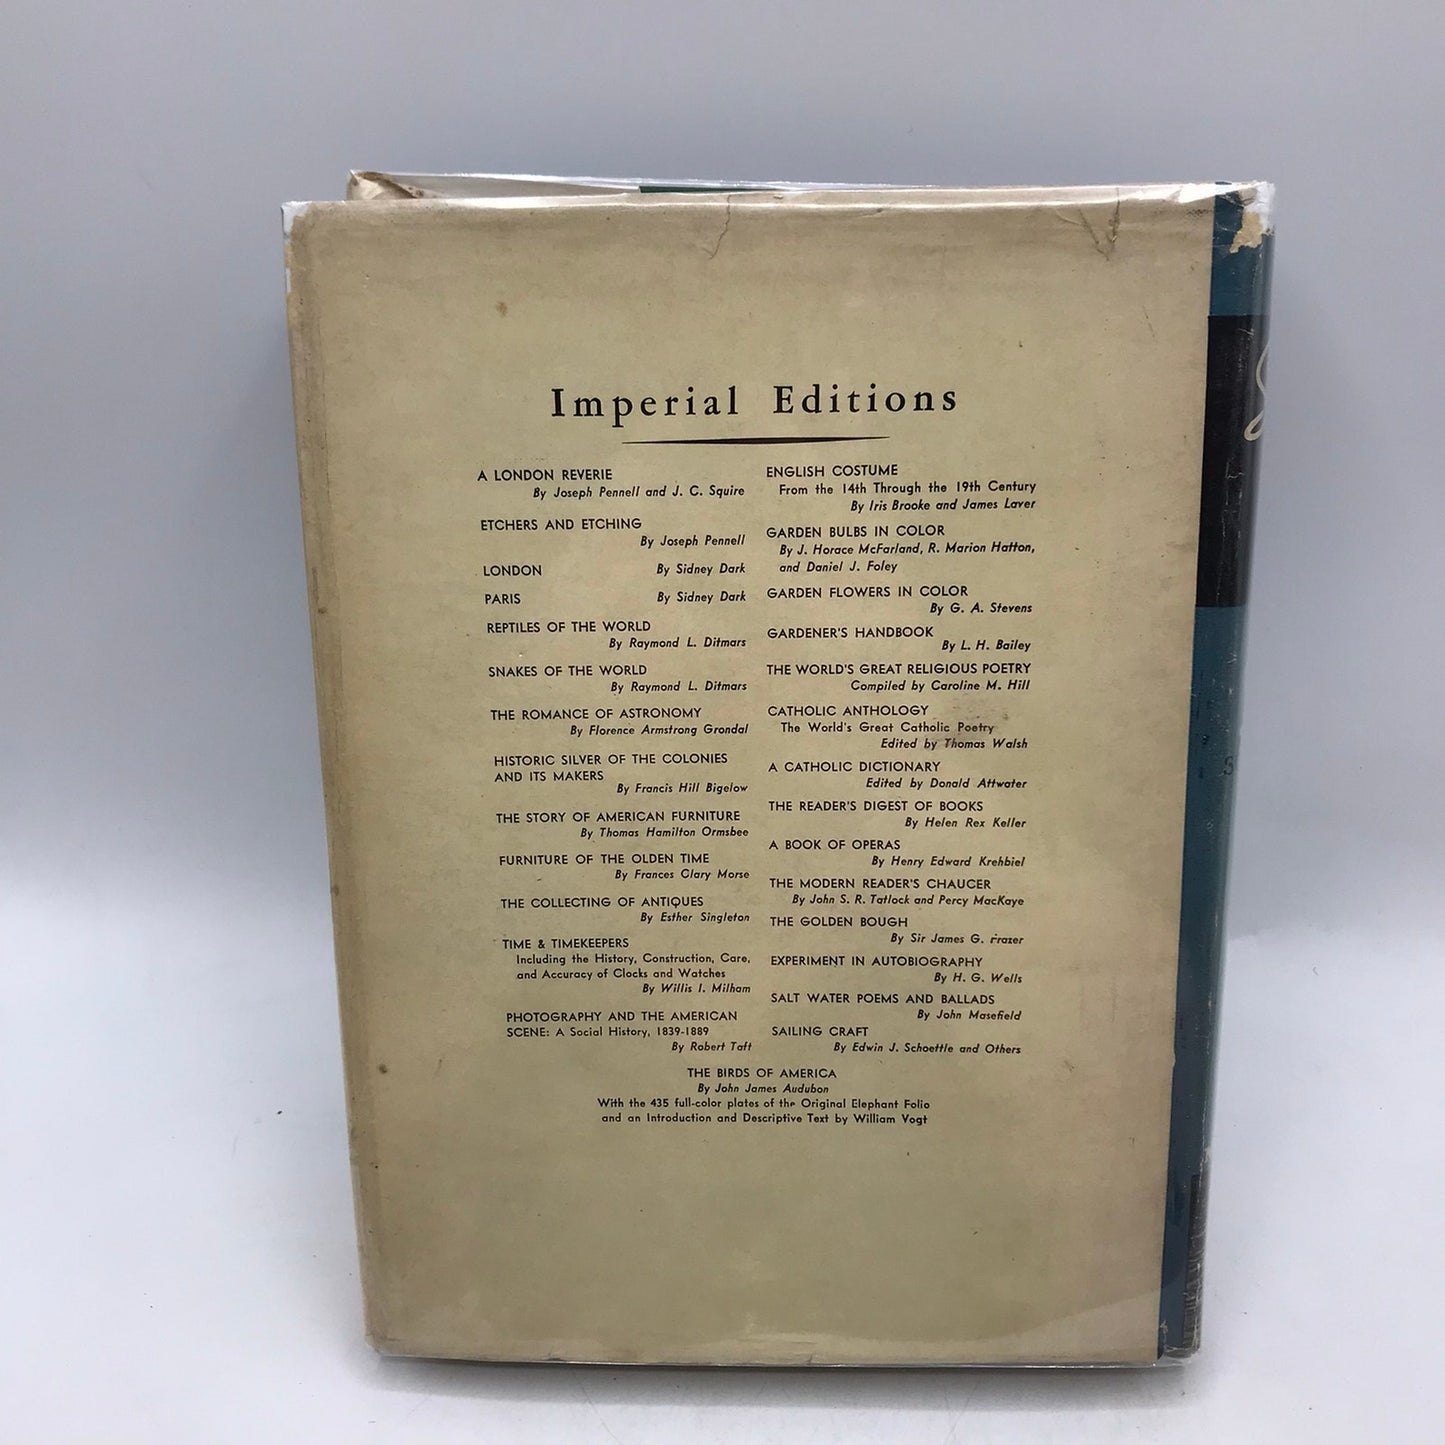 Imperial Editions
A LONDON REVERIE
By Joseph Pennell and J. C. Squire
ETCHERS AND ETCHING
By Joseph Pennell
LONDON By Sidney Dark
PARIS By Sidney Dark
REPTILES OF THE WORLD
By Raymond L. Ditmars
SNAKES OF THE WORLD
By Raymond L. Ditmars
THE ROMANCE OF ASTRONOMY
By Florence Armstrong Grondal
HISTORIC SILVER OF THE COLONIES
AND ITS MAKERS
By Francis Hill Bigelow
THE STORY OF AMERICAN FURNITURE
By Thomas Hamilton Ormsbee
FURNITURE OF THE OLDEN TIME
By Frances Clary Morse
THE COLLECTING OF ANTIQUES
By Esther Singleton
TIME & TIMEKEEPERS
Including the History, Construction, Care,
and Accuracy of Clocks and Watches
By Willis I. Milham
PHOTOGRAPHY AND THE AMERICAN
SCENE: A Social History, 1839-1889
By Robert Taft
ENGLISH COSTUME
From the 14th Through the 19th Century
By Iris Brooke and James Laver
GARDEN BULBS IN COLOR
By J. Horace McFarland, R. Marion Hatton,
and Daniel J. Foley
GARDEN FLOWERS IN COLOR
By G. A. Stevens
GARDENER'S HANDBOOK
By L. H. Bailey
THE WORLD'S GREAT RELIGIOUS POETRY
Compiled by Caroline M. Hill
CATHOLIC ANTHOLOGY
The World's Great Catholic Poetry
Edited by Thomas Walsh
A CATHOLIC DICTIONARY
Edited by Donald Attwater
THE READER'S DIGEST OF BOOKS
By Helen Rex Keller
A BOOK OF OPERAS
By Henry Edward Krehbiel
THE MODERN READER'S CHAUCER
By John S. R. Tatlock and Percy MacKaye
THE GOLDEN BOUGH
By Sir James G. Frazer
EXPERIMENT IN AUTOBIOGRAPHY
By H. G. Wells
SALT WATER POEMS AND BALLADS
By John Masefield
SAILING CRAFT
By Edwin J. Schoettle and Others
THE BIRDS OF AMERICA
By John James Audubon
With the 435 full-color plates of the Original Elephant Folio
and an Introduction and Descriptive Text by William Vogt